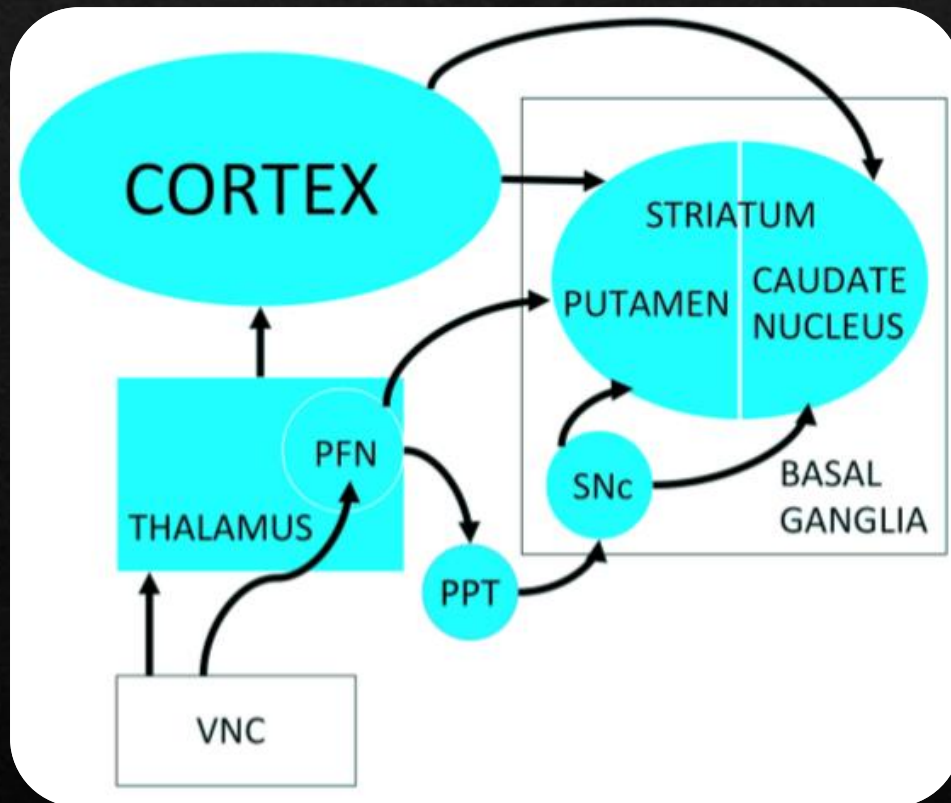 CORTEX
STRIATUM
PUTAMEN
CAUDATE
NUCLEUS
PFN
THALAMUS
SNc
BASAL
GANGLIA
PPT
VNC